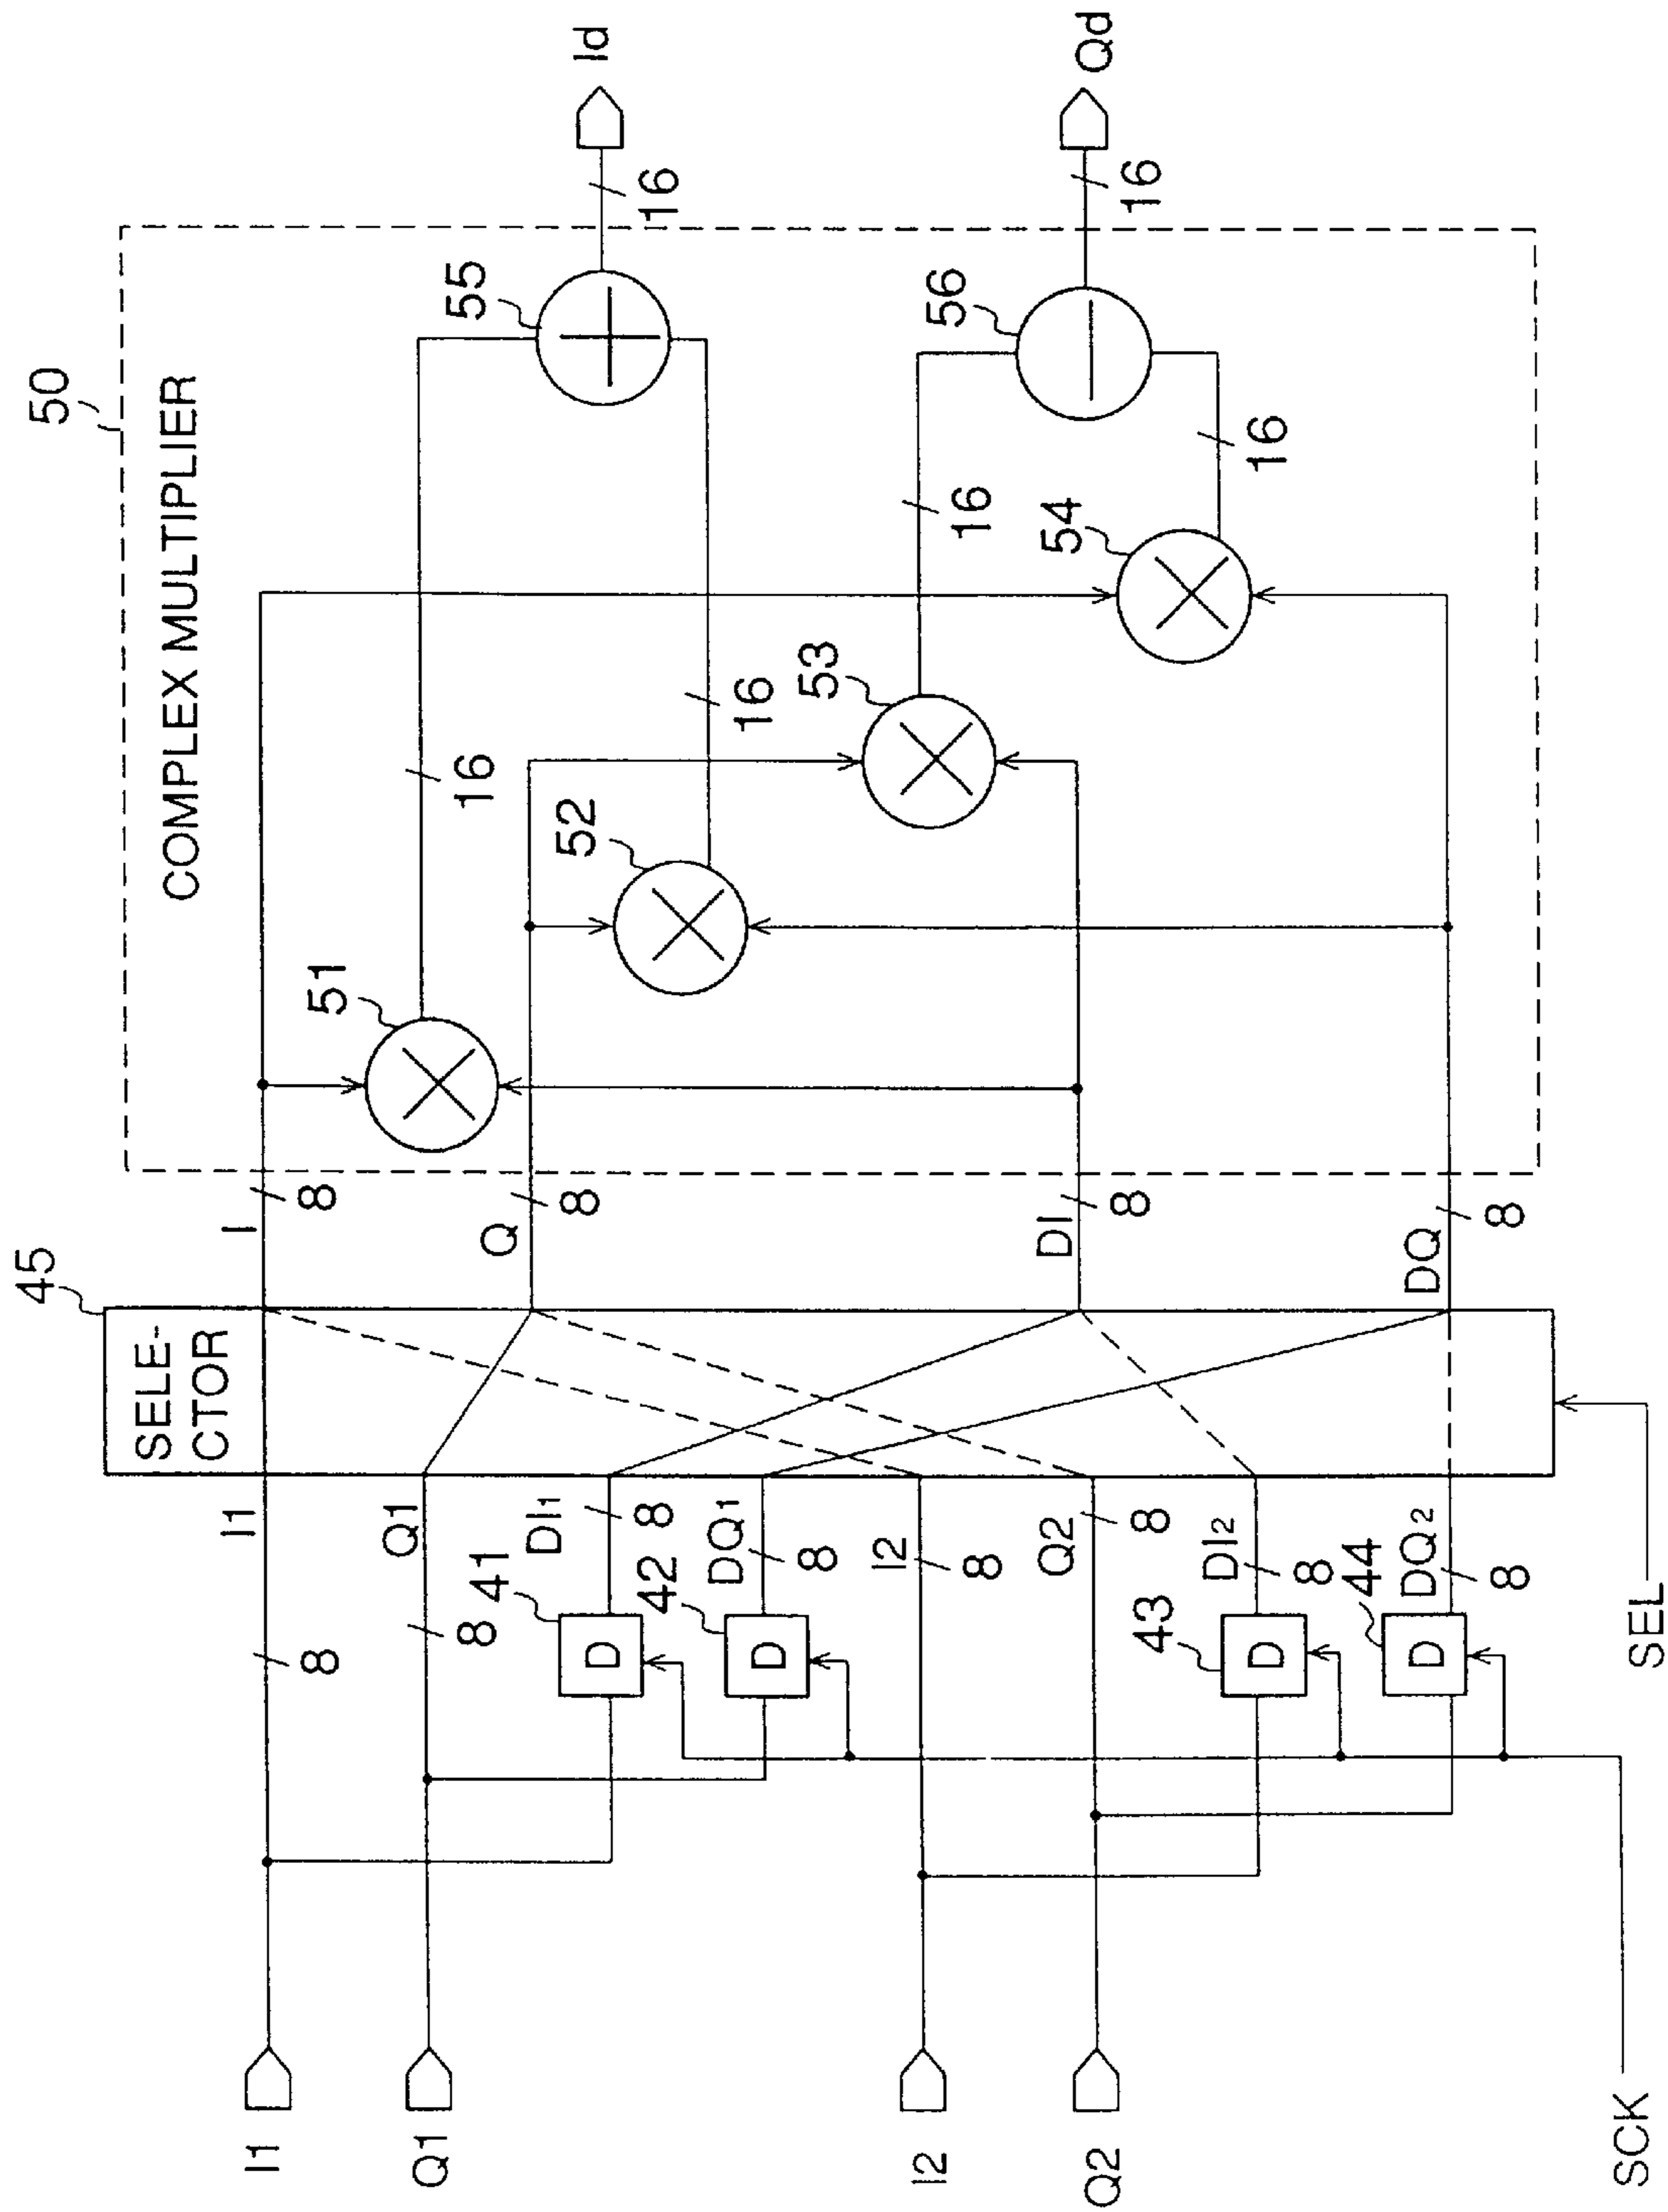 50
COMPLEX MULTIPLIER
45
SELE-
CTOR
I1
I1
8
I
8
51
16
55
Id
16
Q1
8
Q1
Q
8
52
16
41
D
DI1
8
42
D
DQ1
8
53
16
56
Qd
16
I2
I2
8
Q2
Q2
8
DI
8
54
16
43
D
DI2
8
44
D
DQ2
8
DQ
8
SCK
SEL